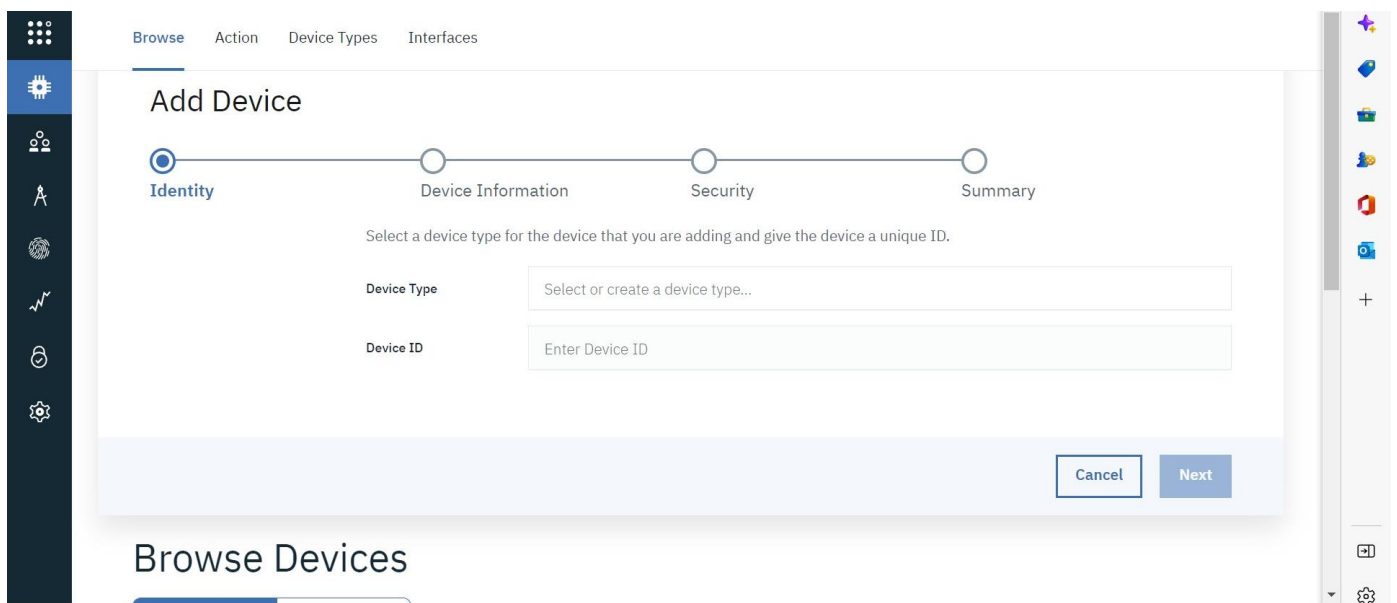 Browse Action Device Types Interfaces
Add Device
Identity Device Information Security Summary
Select a device type for the device that you are adding and give the device a unique ID.
Device Type Select or create a device type...
Device ID Enter Device ID
Cancel Next
Browse Devices